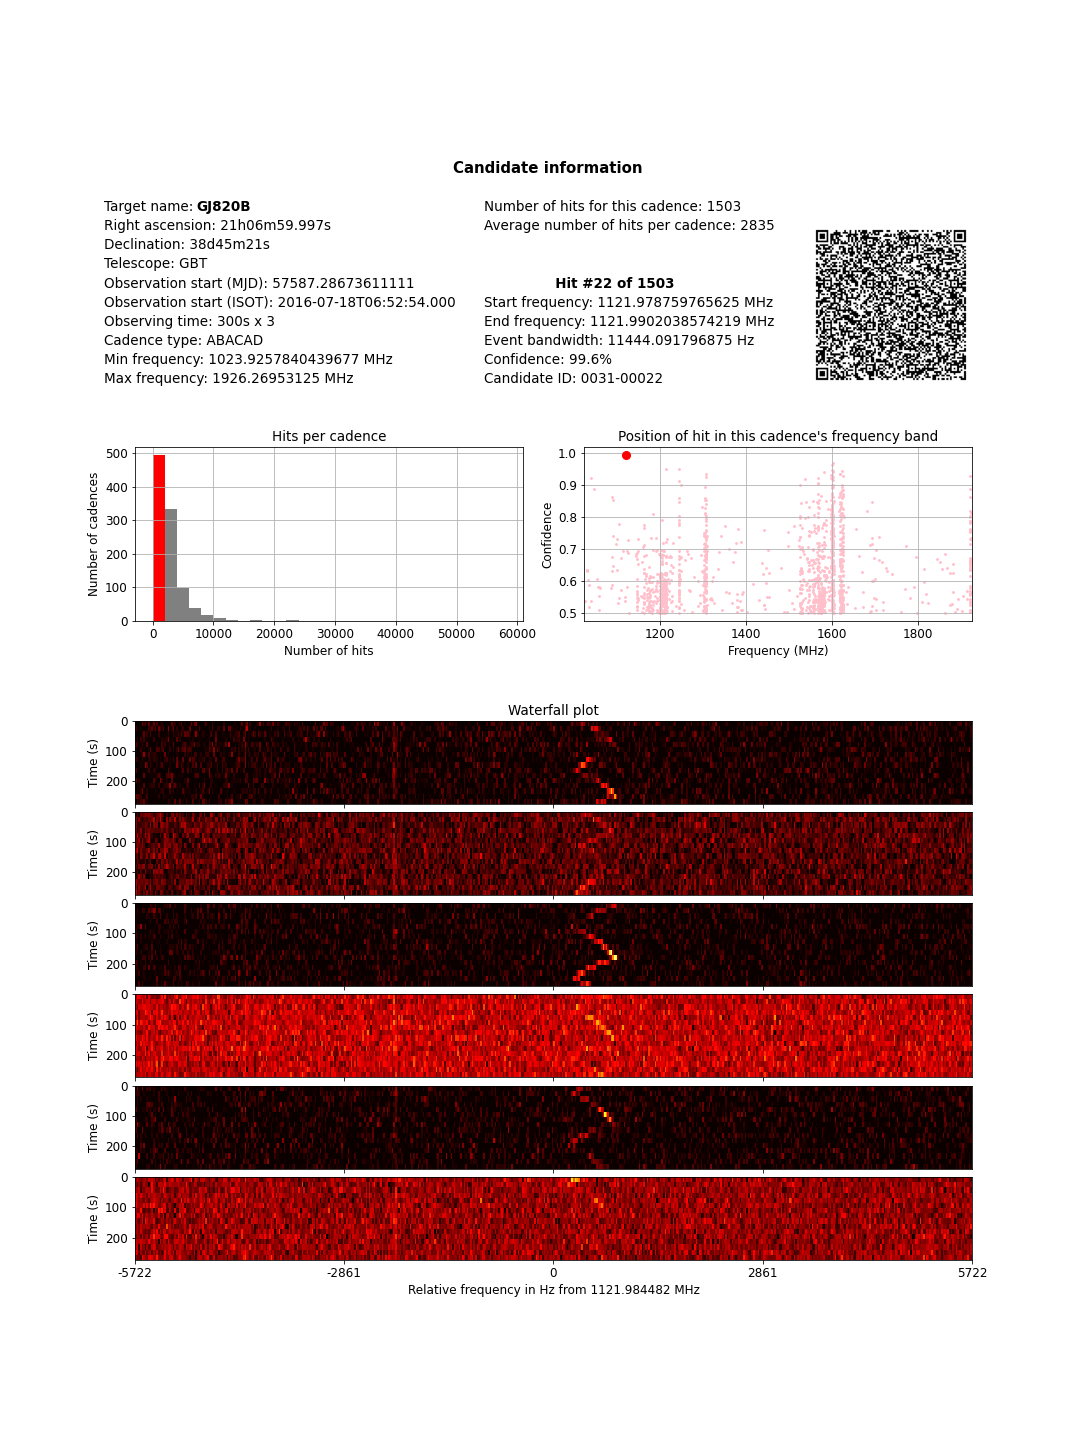 Candidate information
Target name: GJ820B
Right ascension: 21h06m59.997s
Declination: 38d45m21s
Telescope: GBT
Observation start (MJD): 57587.28673611111
Observation start (ISOT): 2016-07-18T06:52:54.000
Observing time: 300s x 3
Cadence type: ABACAD
Min frequency: 1023.9257840439677 MHz
Max frequency: 1926.26953125 MHz
Number of hits for this cadence: 1503
Average number of hits per cadence: 2835
Hit #22 of 1503
Start frequency: 1121.978759765625 MHz
End frequency: 1121.9902038574219 MHz
Event bandwidth: 11444.091796875 Hz
Confidence: 99.6%
Candidate ID: 0031-00022
Hits per cadence
Number of cadences
500
400
300
200
100
0
0 10000 20000 30000 40000 50000 60000
Number of hits
Position of hit in this cadence's frequency band
Confidence
1.0
0.9
0.8
0.7
0.6
0.5
1200 1400 1600 1800
Frequency (MHz)
Waterfall plot
Time (s)
0
100
200
Time (s)
0
100
200
Time (s)
0
100
200
Time (s)
0
100
200
Time (s)
0
100
200
Time (s)
0
100
200
-5722 -2861 0 2861 5722
Relative frequency in Hz from 1121.984482 MHz